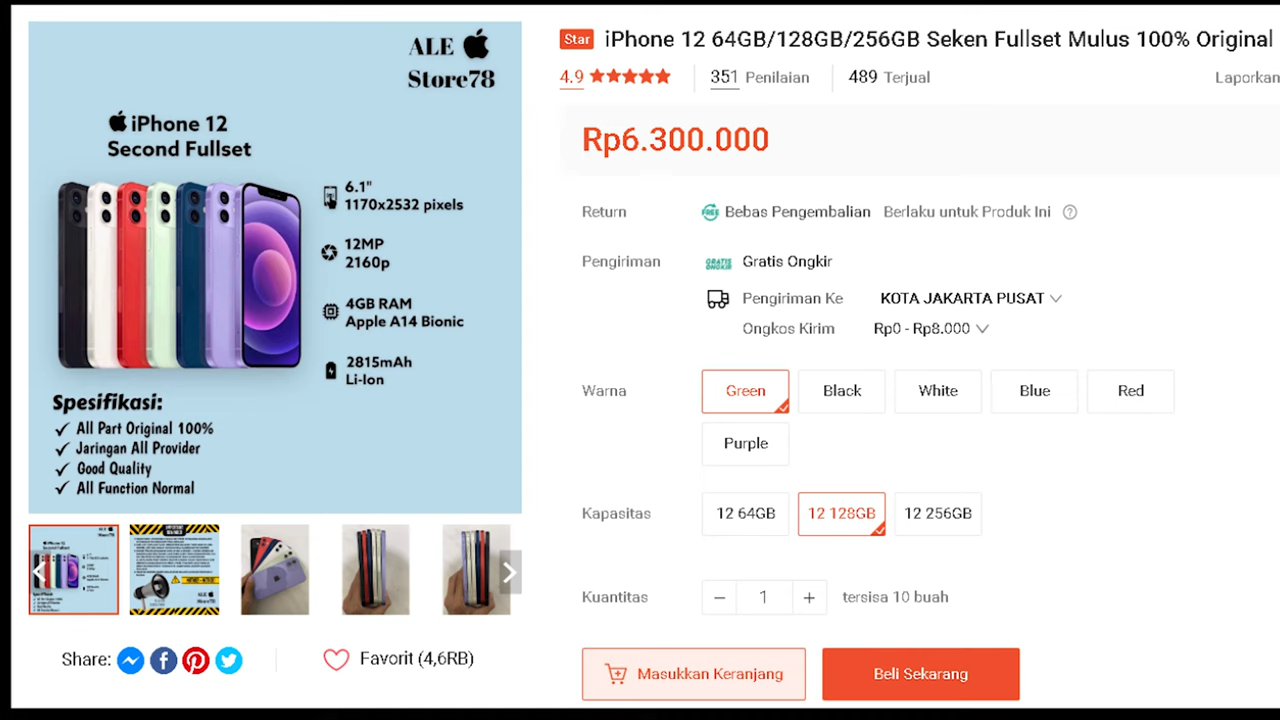 ALE
Store78
iPhone 12
Second Fullset
6.1"
1170x2532 pixels
12MP
2160p
4GB RAM
Apple A14 Bionic
2815mAh
Li-Ion
Spesifikasi:
All Part Original 100%
Jaringan All Provider
Good Quality
All Function Normal
Share:
Favorit (4,6RB)
Star iPhone 12 64GB/128GB/256GB Seken Fullset Mulus 100% Original
4.9 351 Penilaian 489 Terjual Laporkan
Rp6.300.000
Return FREE Bebas Pengembalian Berlaku untuk Produk Ini ?
Pengiriman GRATIS ONGKIR Gratis Ongkir
Pengiriman Ke KOTA JAKARTA PUSAT
Ongkos Kirim Rp0 - Rp8.000
Warna Green Black White Blue Red
Purple
Kapasitas 12 64GB 12 128GB 12 256GB
Kuantitas − 1 + tersisa 10 buah
Masukkan Keranjang Beli Sekarang